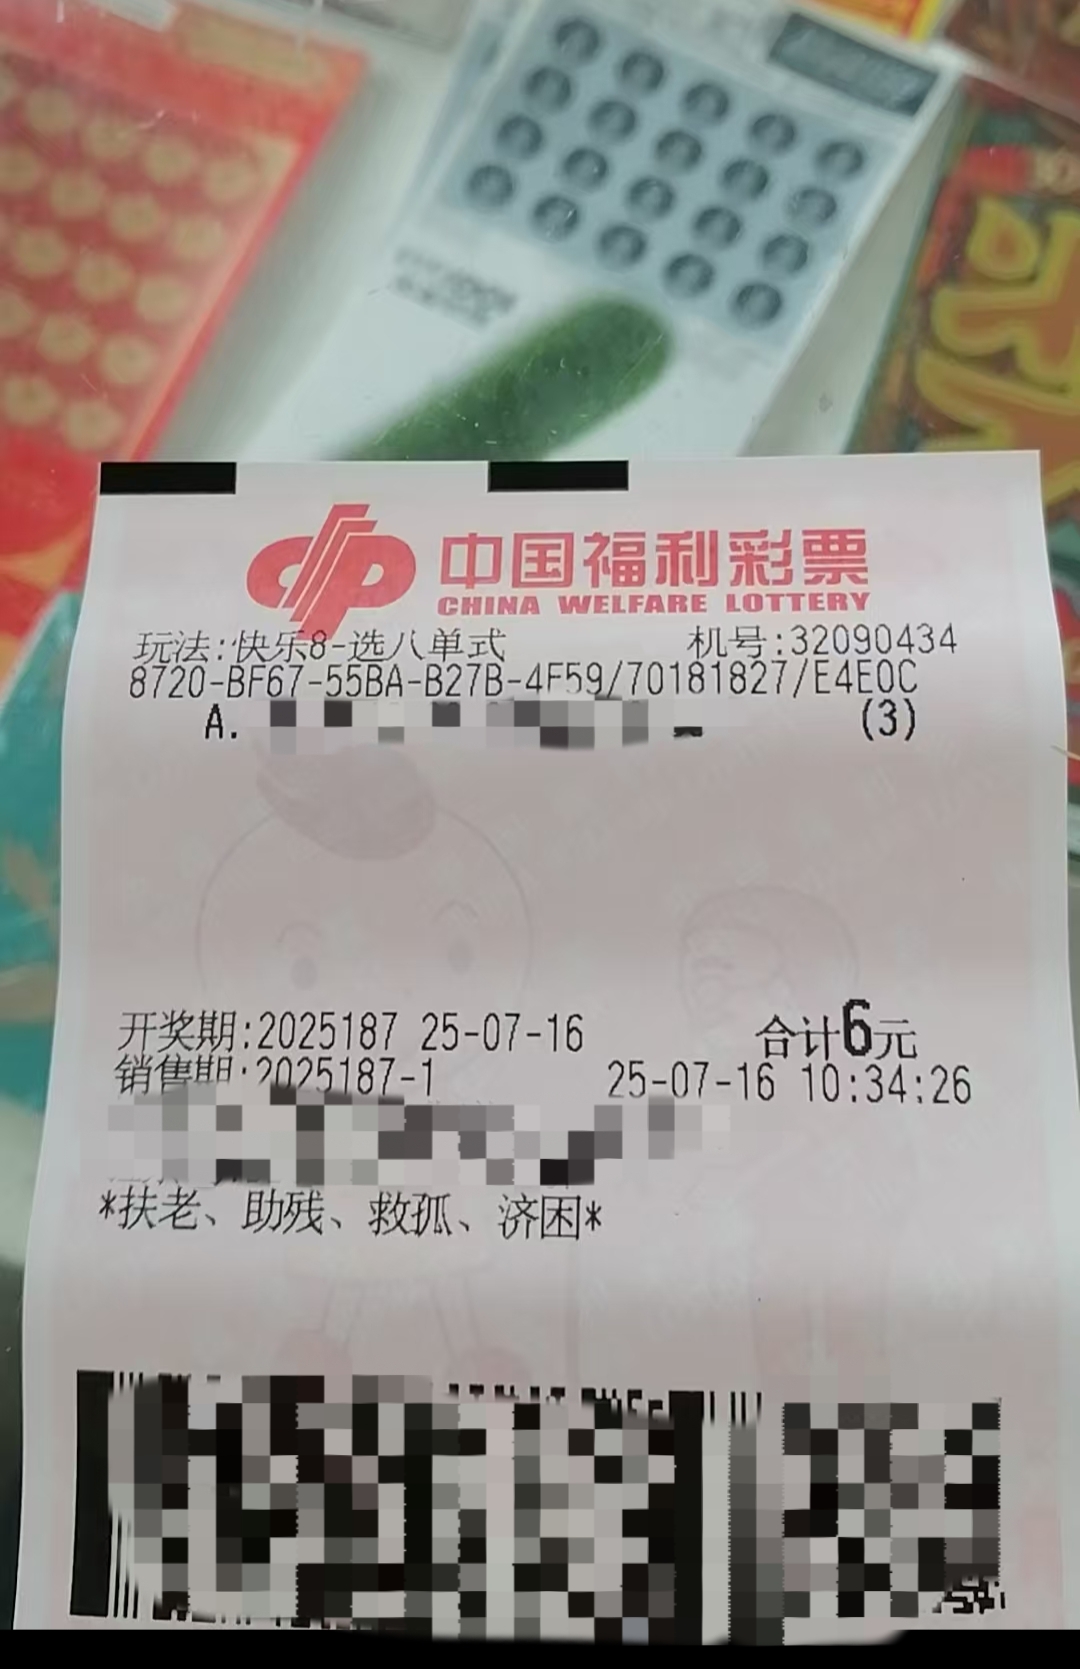 中国福利彩票
CHINA WELFARE LOTTERY
玩法:快乐8-选八单式 机号:32090434
8720-BF67-55BA-B27B-4F59/70181827/E4E0C
A. (3)
开奖期:2025187 25-07-16 合计6元
销售期:2025187-1 25-07-16 10:34:26
*扶老、助残、救孤、济困*